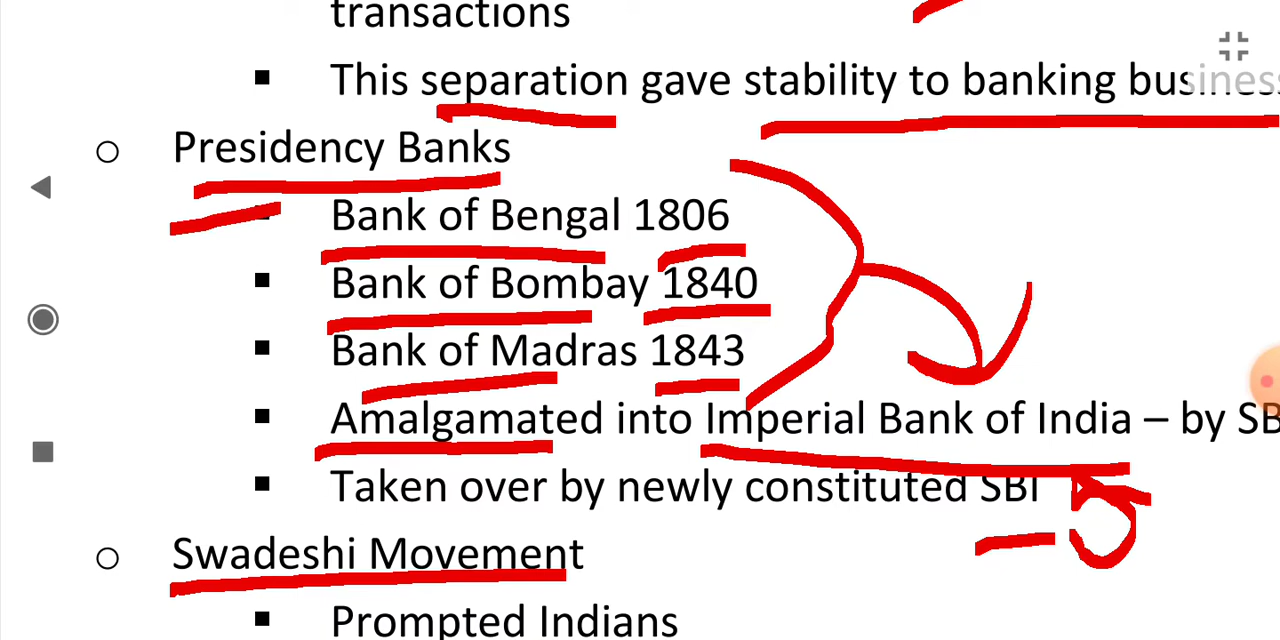 transactions
This separation gave stability to banking business
Presidency Banks
Bank of Bengal 1806
Bank of Bombay 1840
Bank of Madras 1843
Amalgamated into Imperial Bank of India – by
Taken over by newly constituted SBI
Swadeshi Movement
Prompted Indians